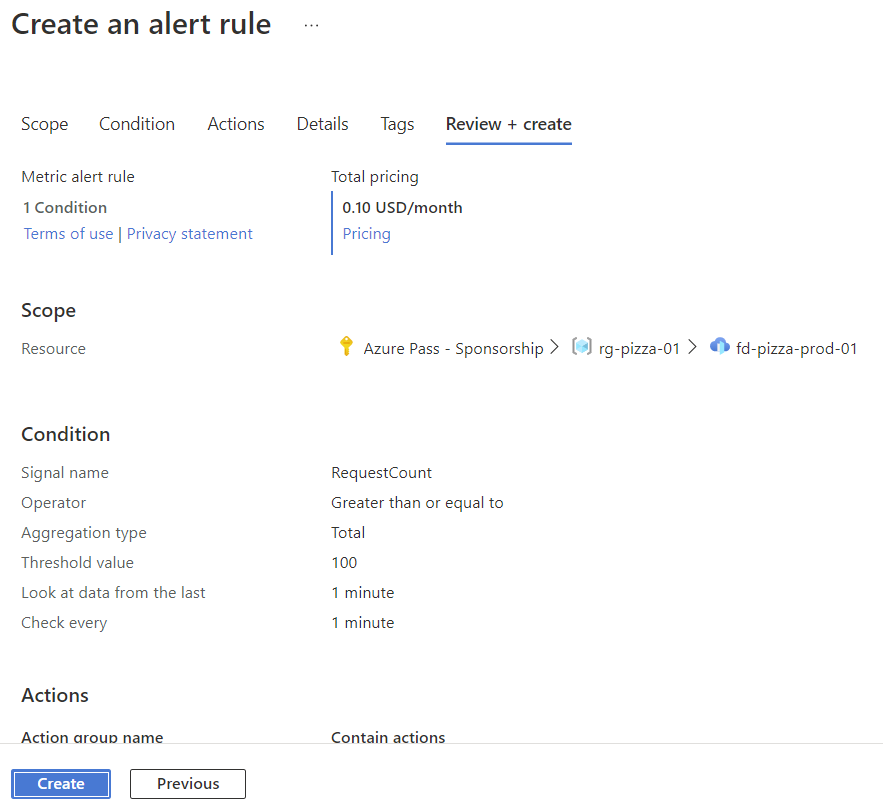 Create an alert rule ...
Scope Condition Actions Details Tags Review + create
Metric alert rule Total pricing
1 Condition 0.10 USD/month
Terms of use | Privacy statement Pricing
Scope
Resource Azure Pass - Sponsorship > rg-pizza-01 > fd-pizza-prod-01
Condition
Signal name RequestCount
Operator Greater than or equal to
Aggregation type Total
Threshold value 100
Look at data from the last 1 minute
Check every 1 minute
Actions
Action group name Contain actions
Create Previous